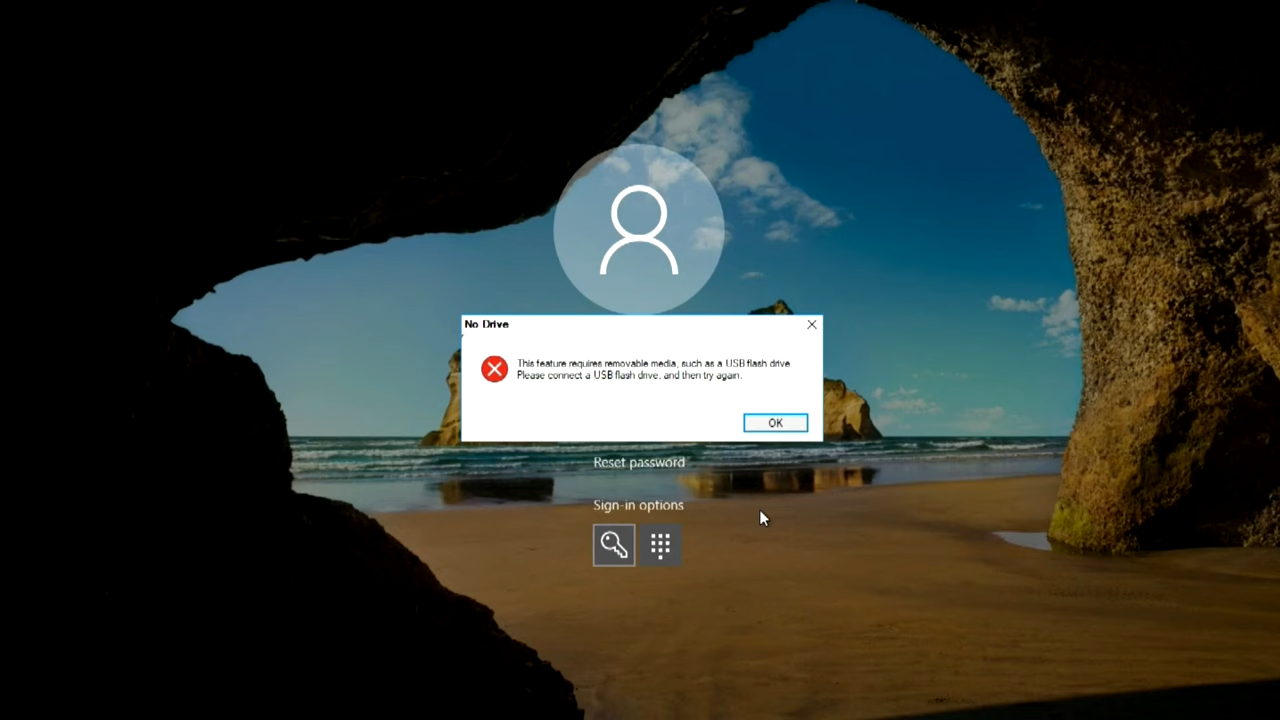 No Drive
This feature requires removable media, such as a USB flash drive
Please connect a USB flash drive, and then try again.
OK
Reset password
Sign-in options